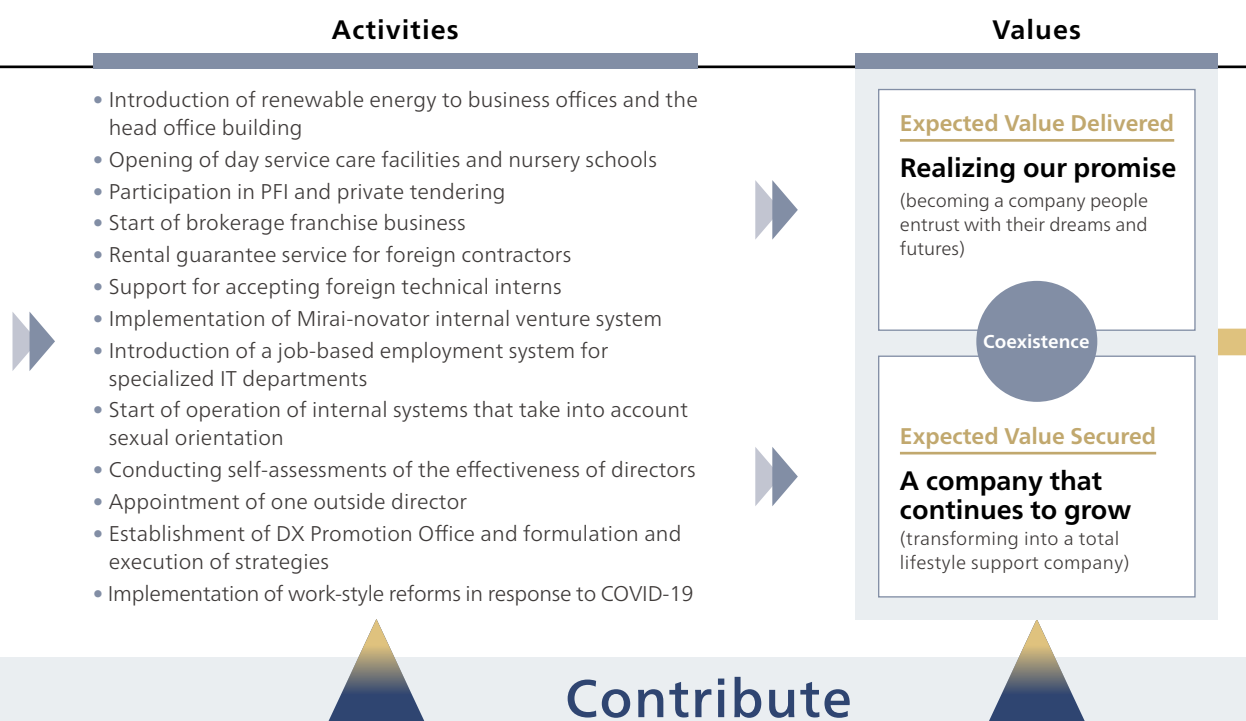 Activities
• Introduction of renewable energy to business offices and the
head office building
• Opening of day service care facilities and nursery schools
• Participation in PFI and private tendering
• Start of brokerage franchise business
• Rental guarantee service for foreign contractors
• Support for accepting foreign technical interns
• Implementation of Mirai-novator internal venture system
• Introduction of a job-based employment system for
specialized IT departments
• Start of operation of internal systems that take into account
sexual orientation
• Conducting self-assessments of the effectiveness of directors
• Appointment of one outside director
• Establishment of DX Promotion Office and formulation and
execution of strategies
• Implementation of work-style reforms in response to COVID-19
Values
Expected Value Delivered
Realizing our promise
(becoming a company people
entrust with their dreams and
futures)
Coexistence
Expected Value Secured
A company that
continues to grow
(transforming into a total
lifestyle support company)
Contribute